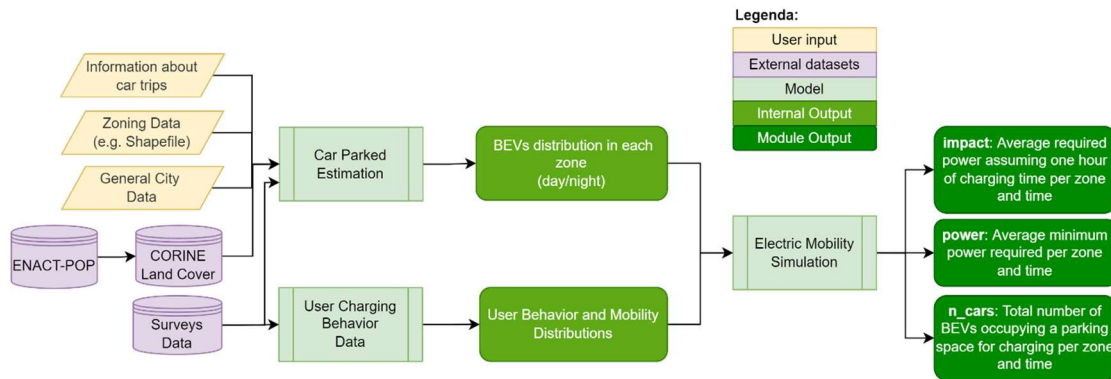 Legenda:
User input
External datasets
Model
Internal Output
Module Output
Information about
car trips
Zoning Data
(e.g. Shapefile)
General City
Data
ENACT-POP
CORINE
Land Cover
Surveys
Data
Car Parked
Estimation
User Charging
Behavior
Data
BEVs distribution in each
zone
(day/night)
User Behavior and Mobility
Distributions
Electric Mobility
Simulation
impact: Average required
power assuming one hour
of charging time per zone
and time
power: Average minimum
power required per zone
and time
n_cars: Total number of
BEVs occupying a parking
space for charging per zone
and time